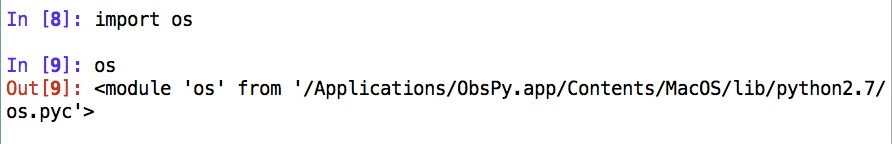 In [8]: import os
In [9]: os
Out[9]: <module 'os' from '/Applications/ObsPy.app/Contents/MacOS/lib/python2.7/
os.pyc'>